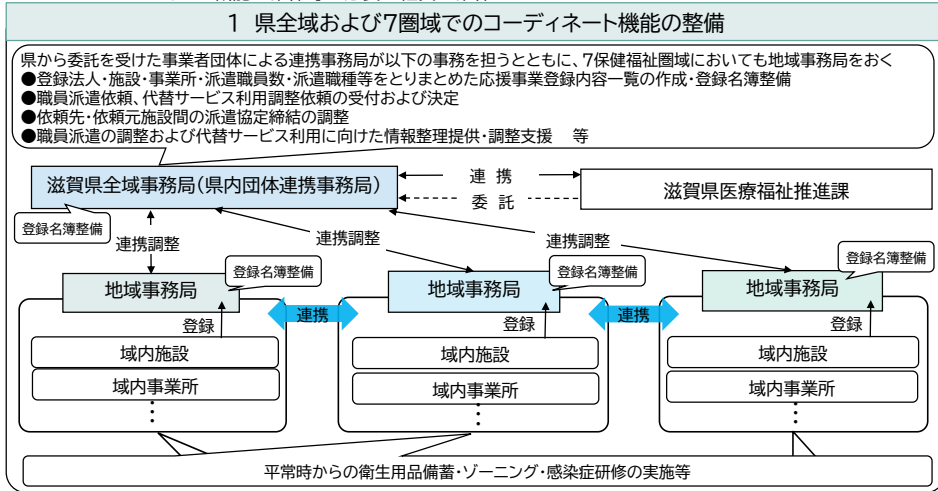 1 県全域および7圏域でのコーディネート機能の整備
県から委託を受けた事業者団体による連携事務局が以下の事務を担うとともに、7保健福祉圏域においても地域事務局をおく
●登録法人・施設・事業所・派遣職員数・派遣職種等をとりまとめた応援事業登録内容一覧の作成・登録名簿整備
●職員派遣依頼、代替サービス利用調整依頼の受付および決定
●依頼先・依頼元施設間の派遣協定締結の調整
●職員派遣の調整および代替サービス利用に向けた情報整理提供・調整支援 等
滋賀県全域事務局(県内団体連携事務局)
連 携
委 託
滋賀県医療福祉推進課
登録名簿整備
連携調整
連携調整
連携調整
地域事務局
登録名簿整備
地域事務局
登録名簿整備
地域事務局
登録名簿整備
連携
連携
登録
登録
登録
域内施設
域内事業所
⋮
域内施設
域内事業所
⋮
域内施設
域内事業所
⋮
平常時からの衛生用品備蓄・ゾーニング・感染症研修の実施等